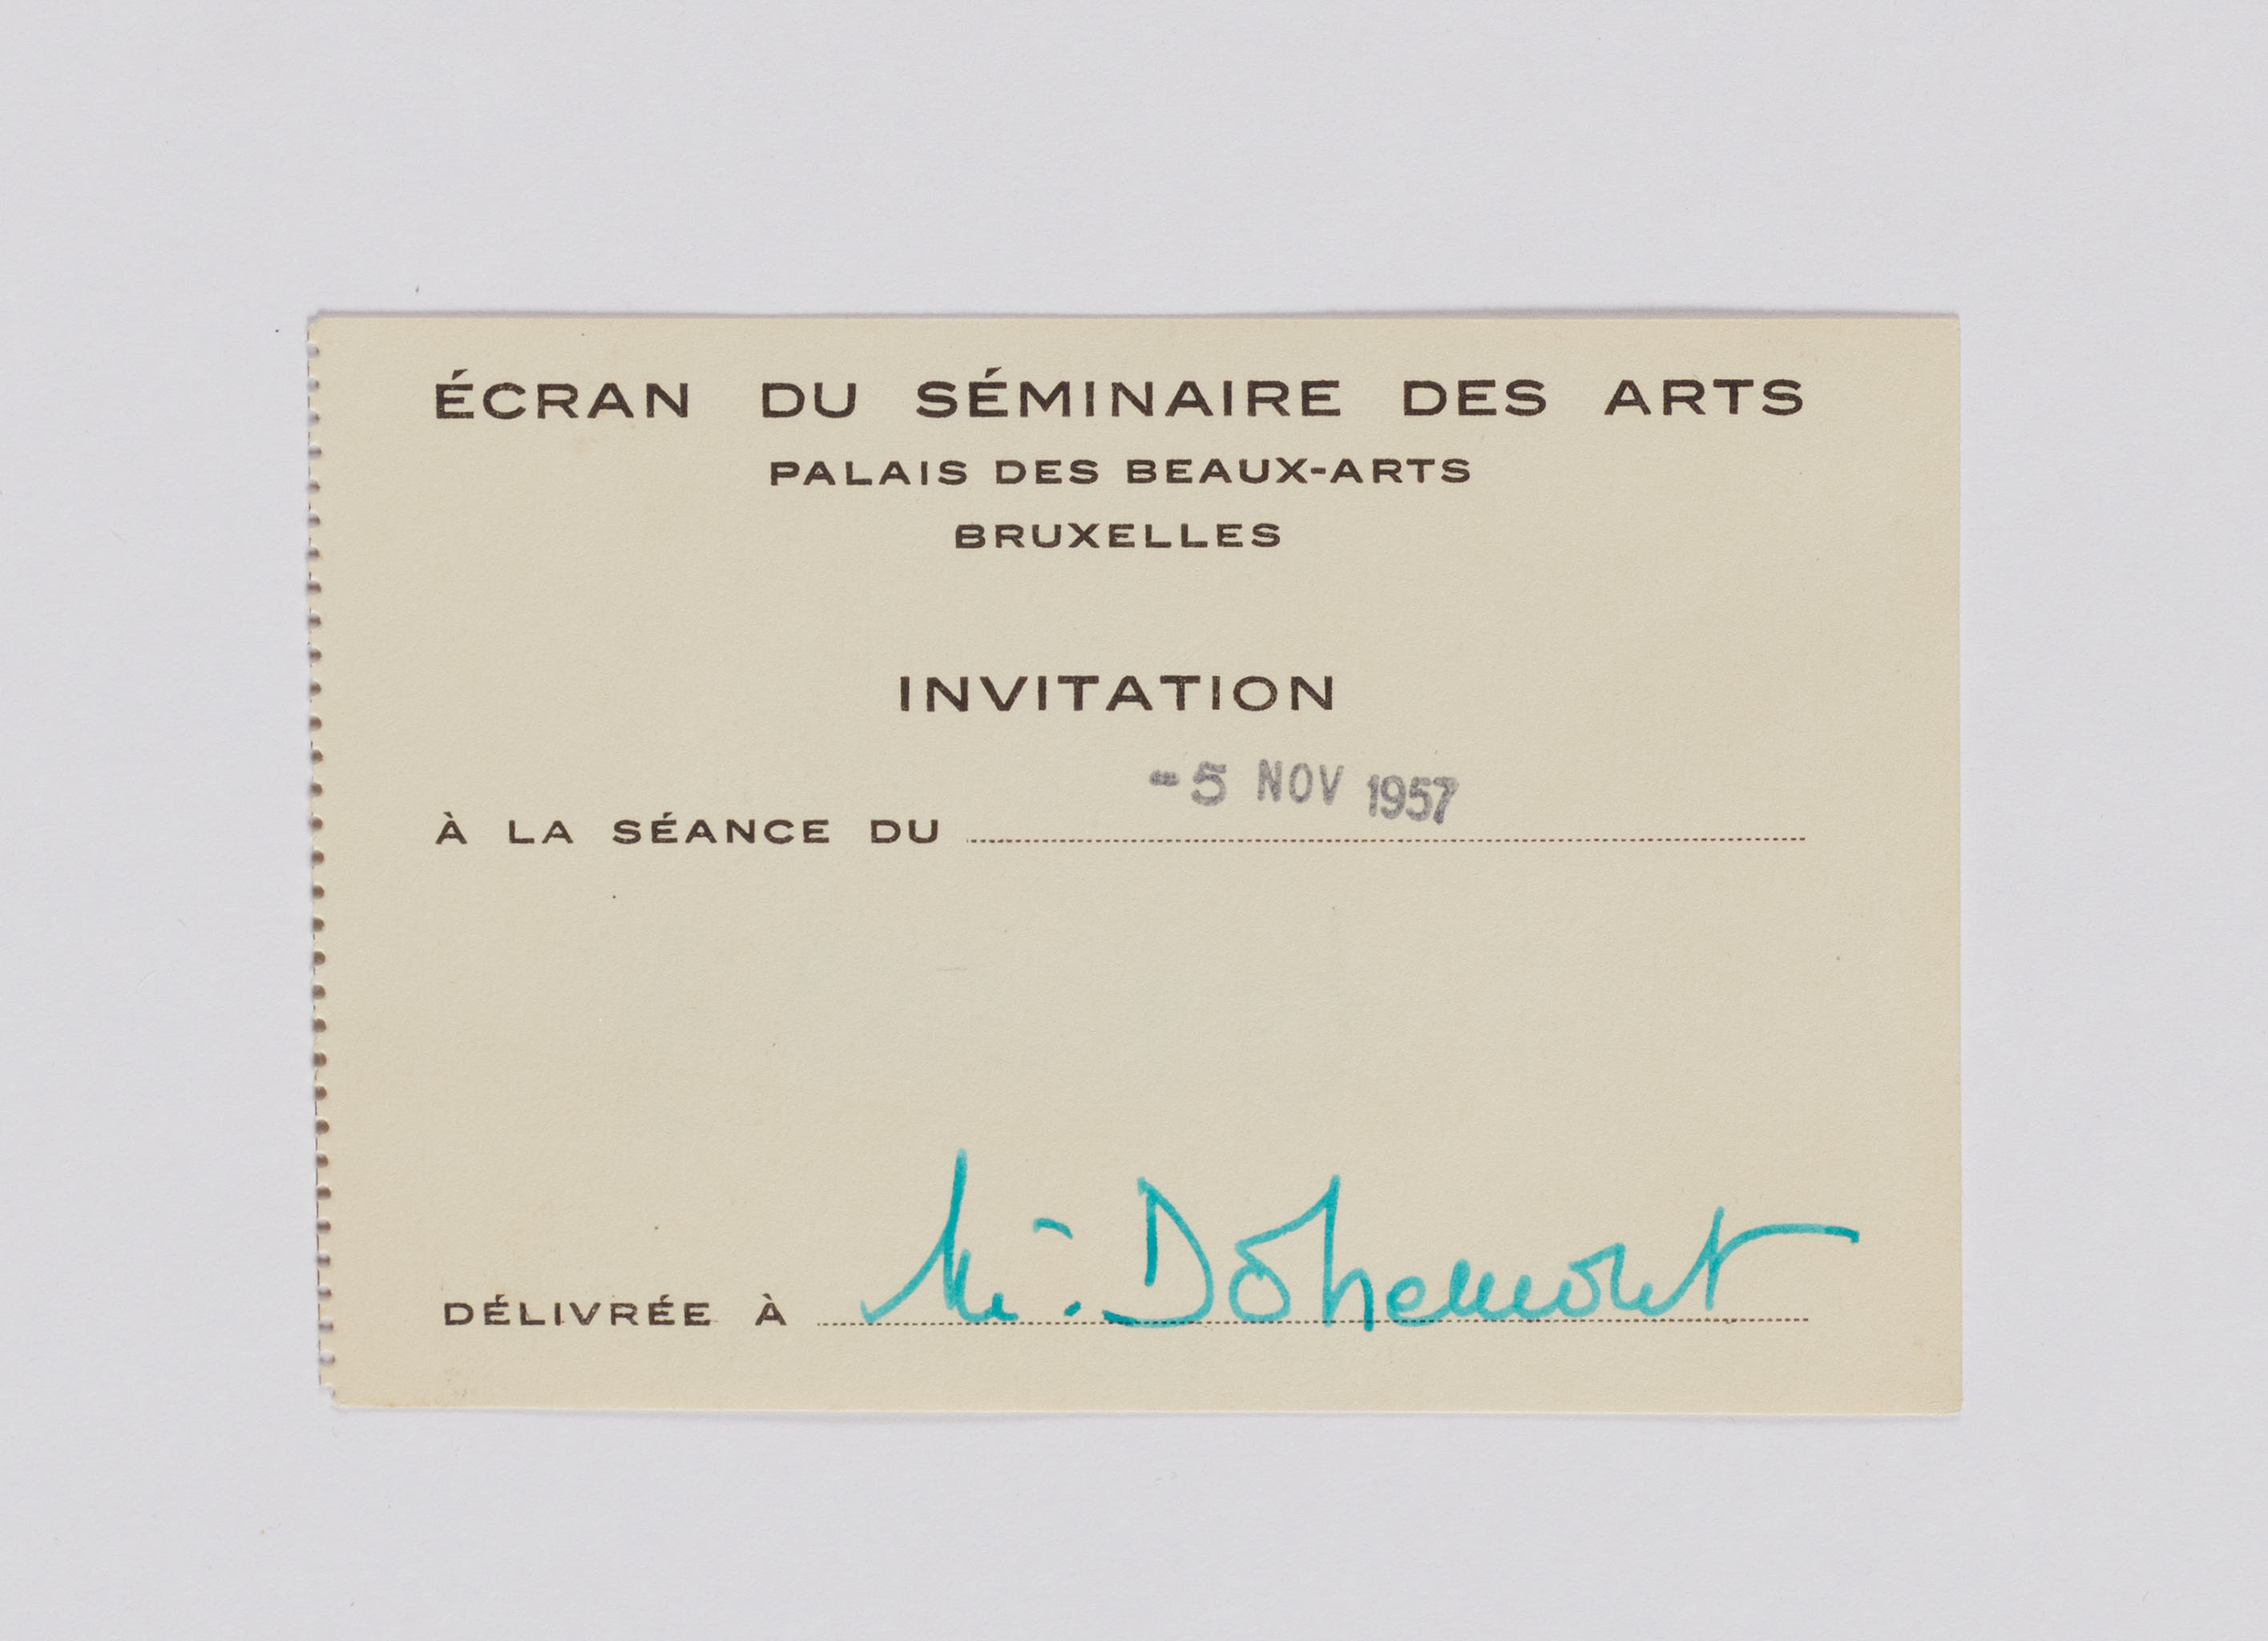 ÉCRAN DU SÉMINAIRE DES ARTS
PALAIS DES BEAUX-ARTS
BRUXELLES
INVITATION
-5 NOV 1957
À LA SÉANCE DU
DÉLIVRÉE À